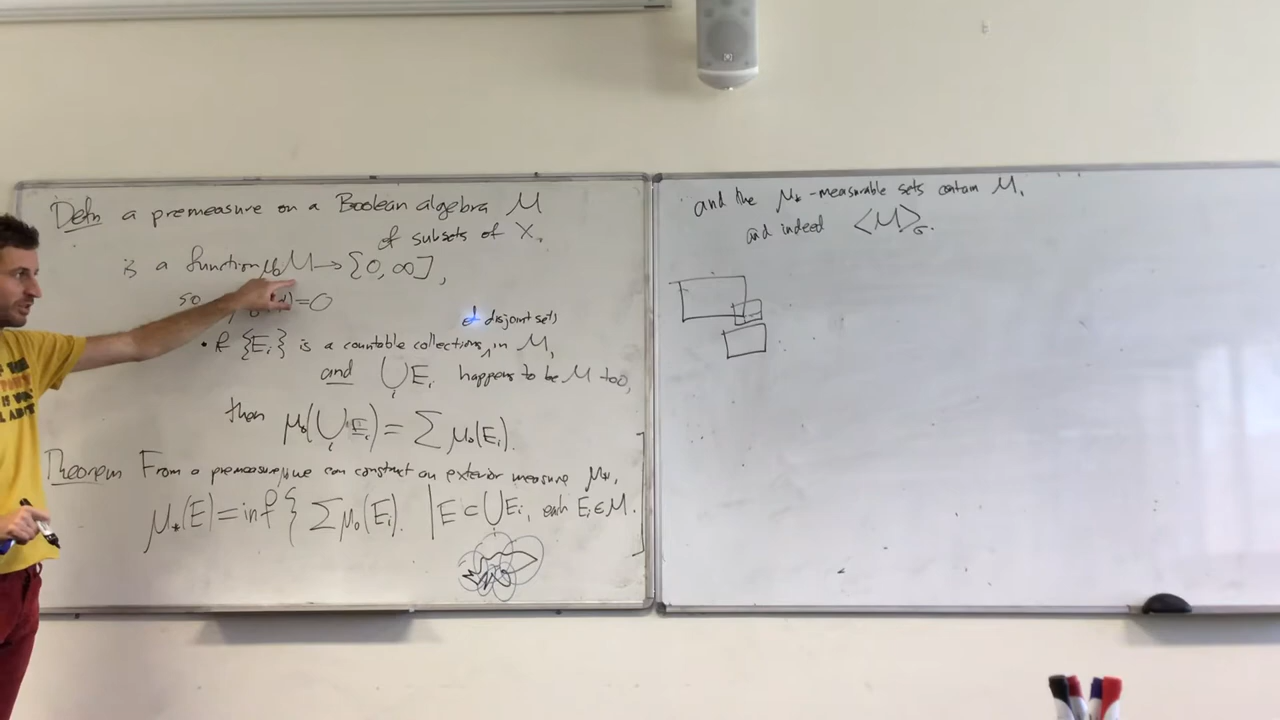 Defn a premeasure on a Boolean algebra M
of subsets of X,
is a function μ₀ M → [0, ∞],
so )=0
of disjoint sets
• If {Eᵢ} is a countable collections in M,
and ⋃ᵢ Eᵢ happens to be M too,
then μ₀(⋃ᵢ Eᵢ) = ∑ μ₀(Eᵢ).
Theorem From a premeasure, we can construct an exterior measure μ*,
μ*(E) = inf { ∑ μ₀(Eᵢ). | E ⊂ ⋃ᵢ Eᵢ, each Eᵢ ∈ M.
and the μ*-measurable sets contain M,
and indeed ⟨M⟩σ.